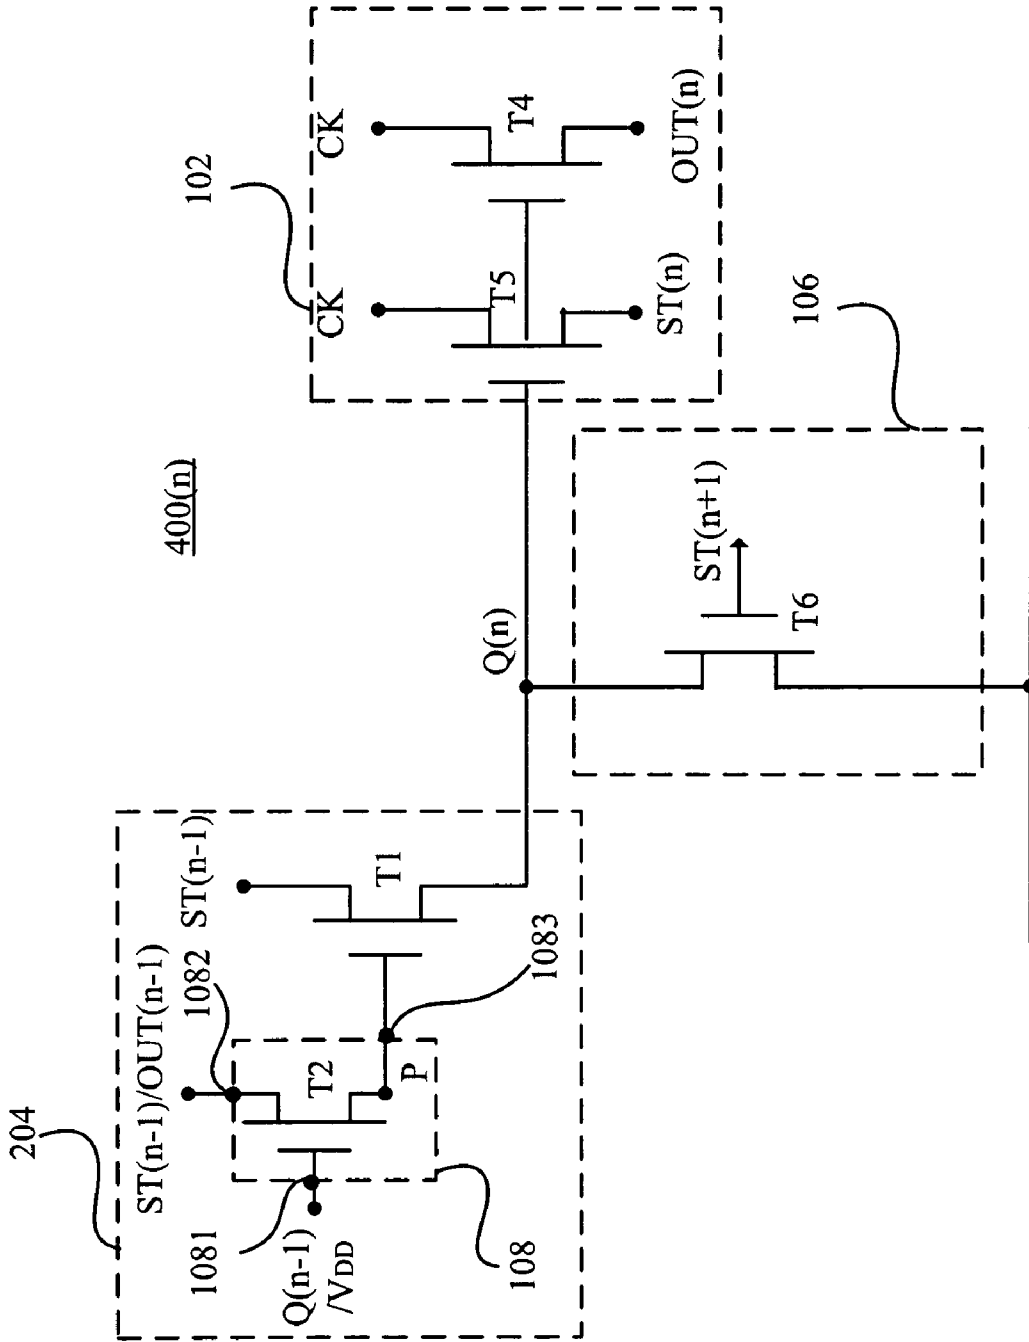 204
ST(n-1)/OUT(n-1)
1082
ST(n-1)
T1
T2
P
1083
1081
Q(n-1)
/VDD
108
400(n)
Q(n)
102
CK
CK
T5
T4
ST(n)
OUT(n)
106
ST(n+1)
T6